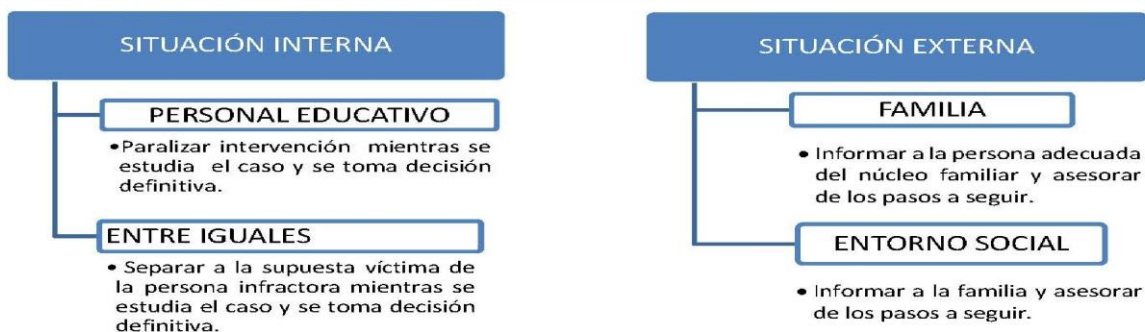 SITUACIÓN INTERNA
PERSONAL EDUCATIVO
•Paralizar intervención mientras se
estudia el caso y se toma decisión
definitiva.
ENTRE IGUALES
• Separar a la supuesta víctima de
la persona infractora mientras se
estudia el caso y se toma decisión
definitiva.
SITUACIÓN EXTERNA
FAMILIA
• Informar a la persona adecuada
del núcleo familiar y asesorar
de los pasos a seguir.
ENTORNO SOCIAL
• Informar a la familia y asesorar
de los pasos a seguir.